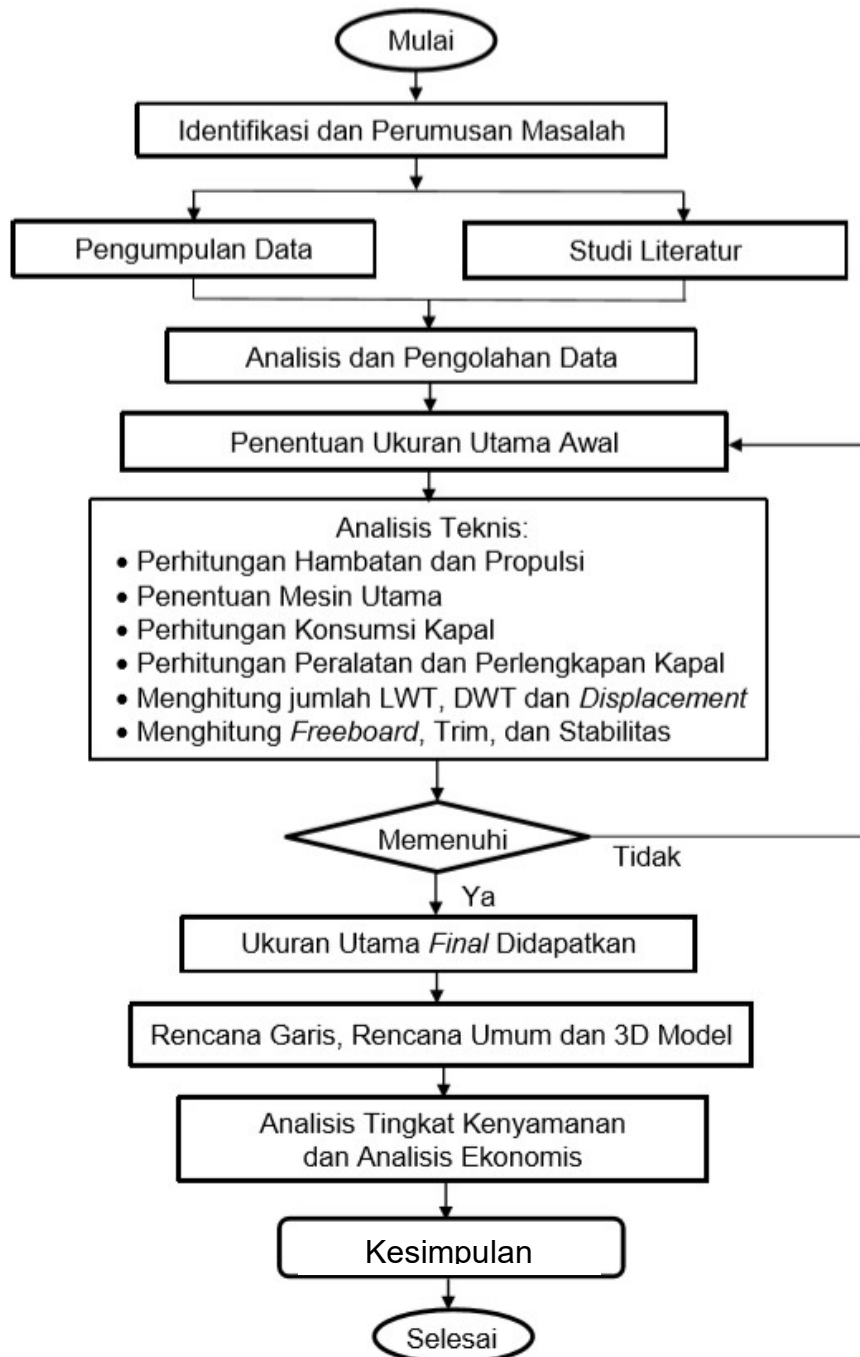 Mulai
Identifikasi dan Perumusan Masalah
Pengumpulan Data
Studi Literatur
Analisis dan Pengolahan Data
Penentuan Ukuran Utama Awal
Analisis Teknis:
• Perhitungan Hambatan dan Propulsi
• Penentuan Mesin Utama
• Perhitungan Konsumsi Kapal
• Perhitungan Peralatan dan Perlengkapan Kapal
• Menghitung jumlah LWT, DWT dan Displacement
• Menghitung Freeboard, Trim, dan Stabilitas
Memenuhi
Tidak
Ya
Ukuran Utama Final Didapatkan
Rencana Garis, Rencana Umum dan 3D Model
Analisis Tingkat Kenyamanan
dan Analisis Ekonomis
Kesimpulan
Selesai